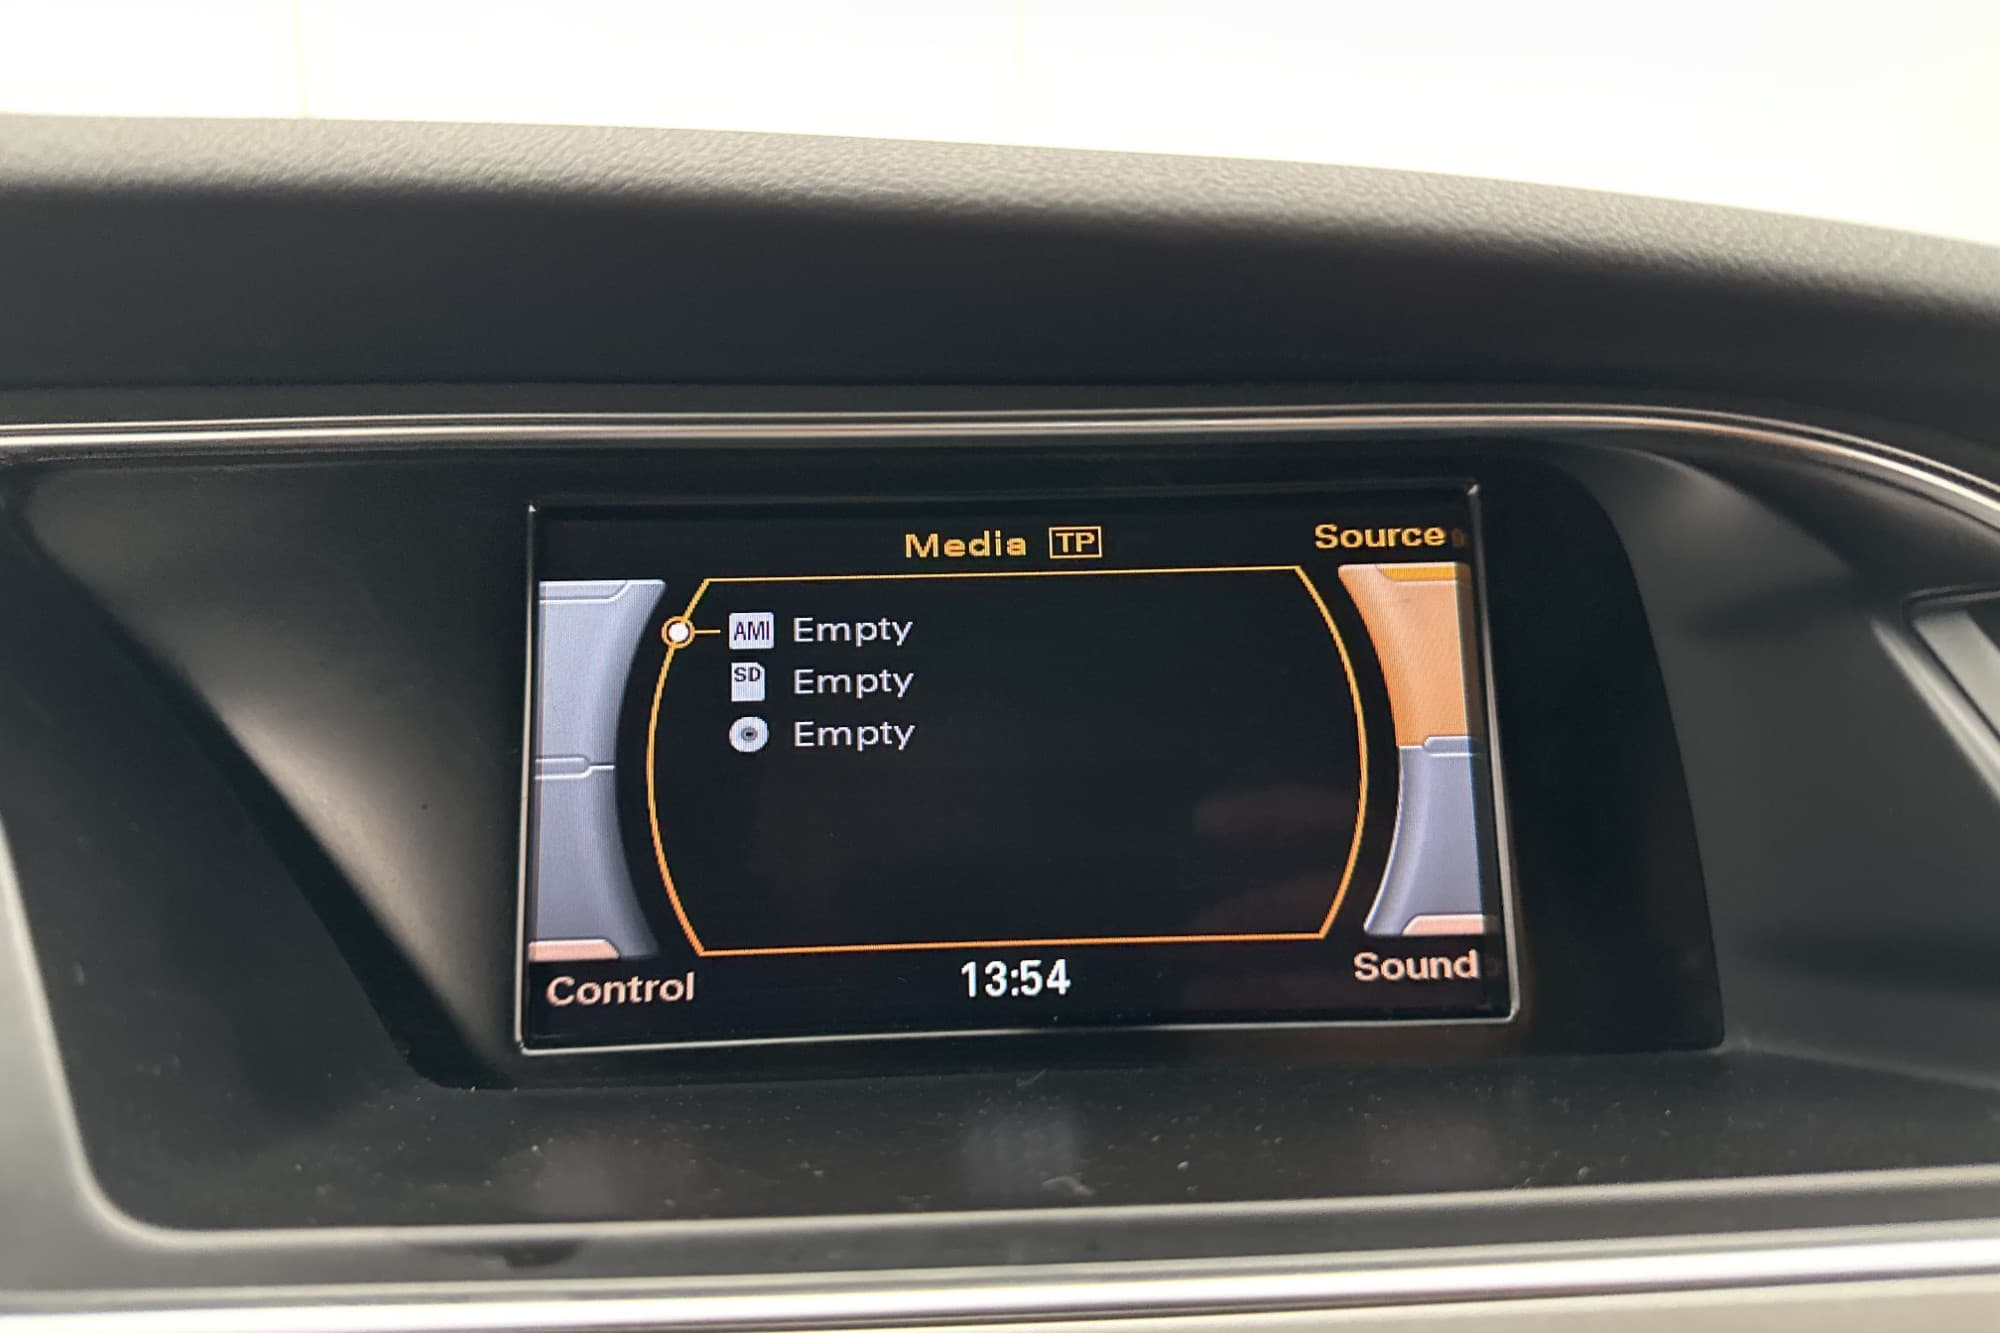 Media TP
Source
AMI Empty
SD Empty
Empty
Control
13:54
Sound